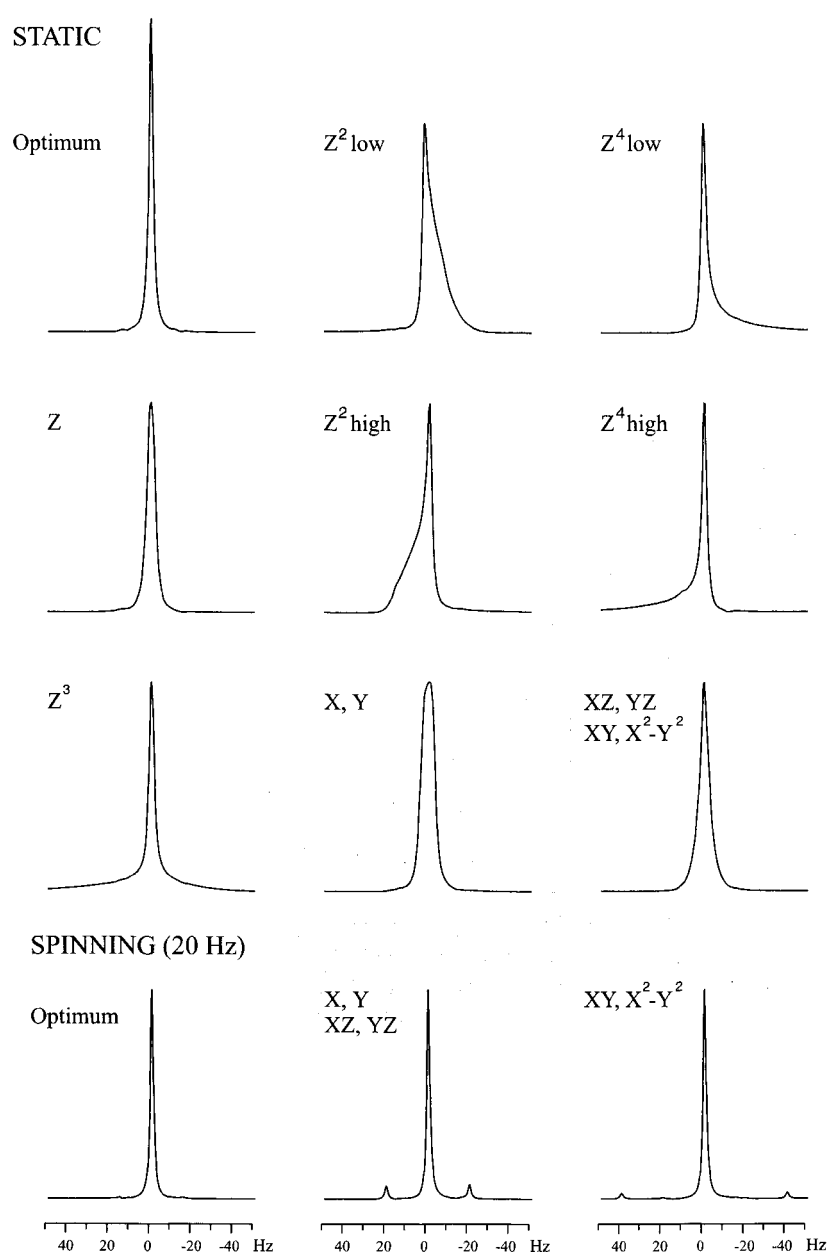 STATIC
Optimum
Z² low
Z⁴ low
Z
Z² high
Z⁴ high
Z³
X, Y
XZ, YZ
XY, X²-Y²
SPINNING (20 Hz)
Optimum
X, Y
XZ, YZ
XY, X²-Y²
40 20 0 -20 -40 Hz
40 20 0 -20 -40 Hz
40 20 0 -20 -40 Hz